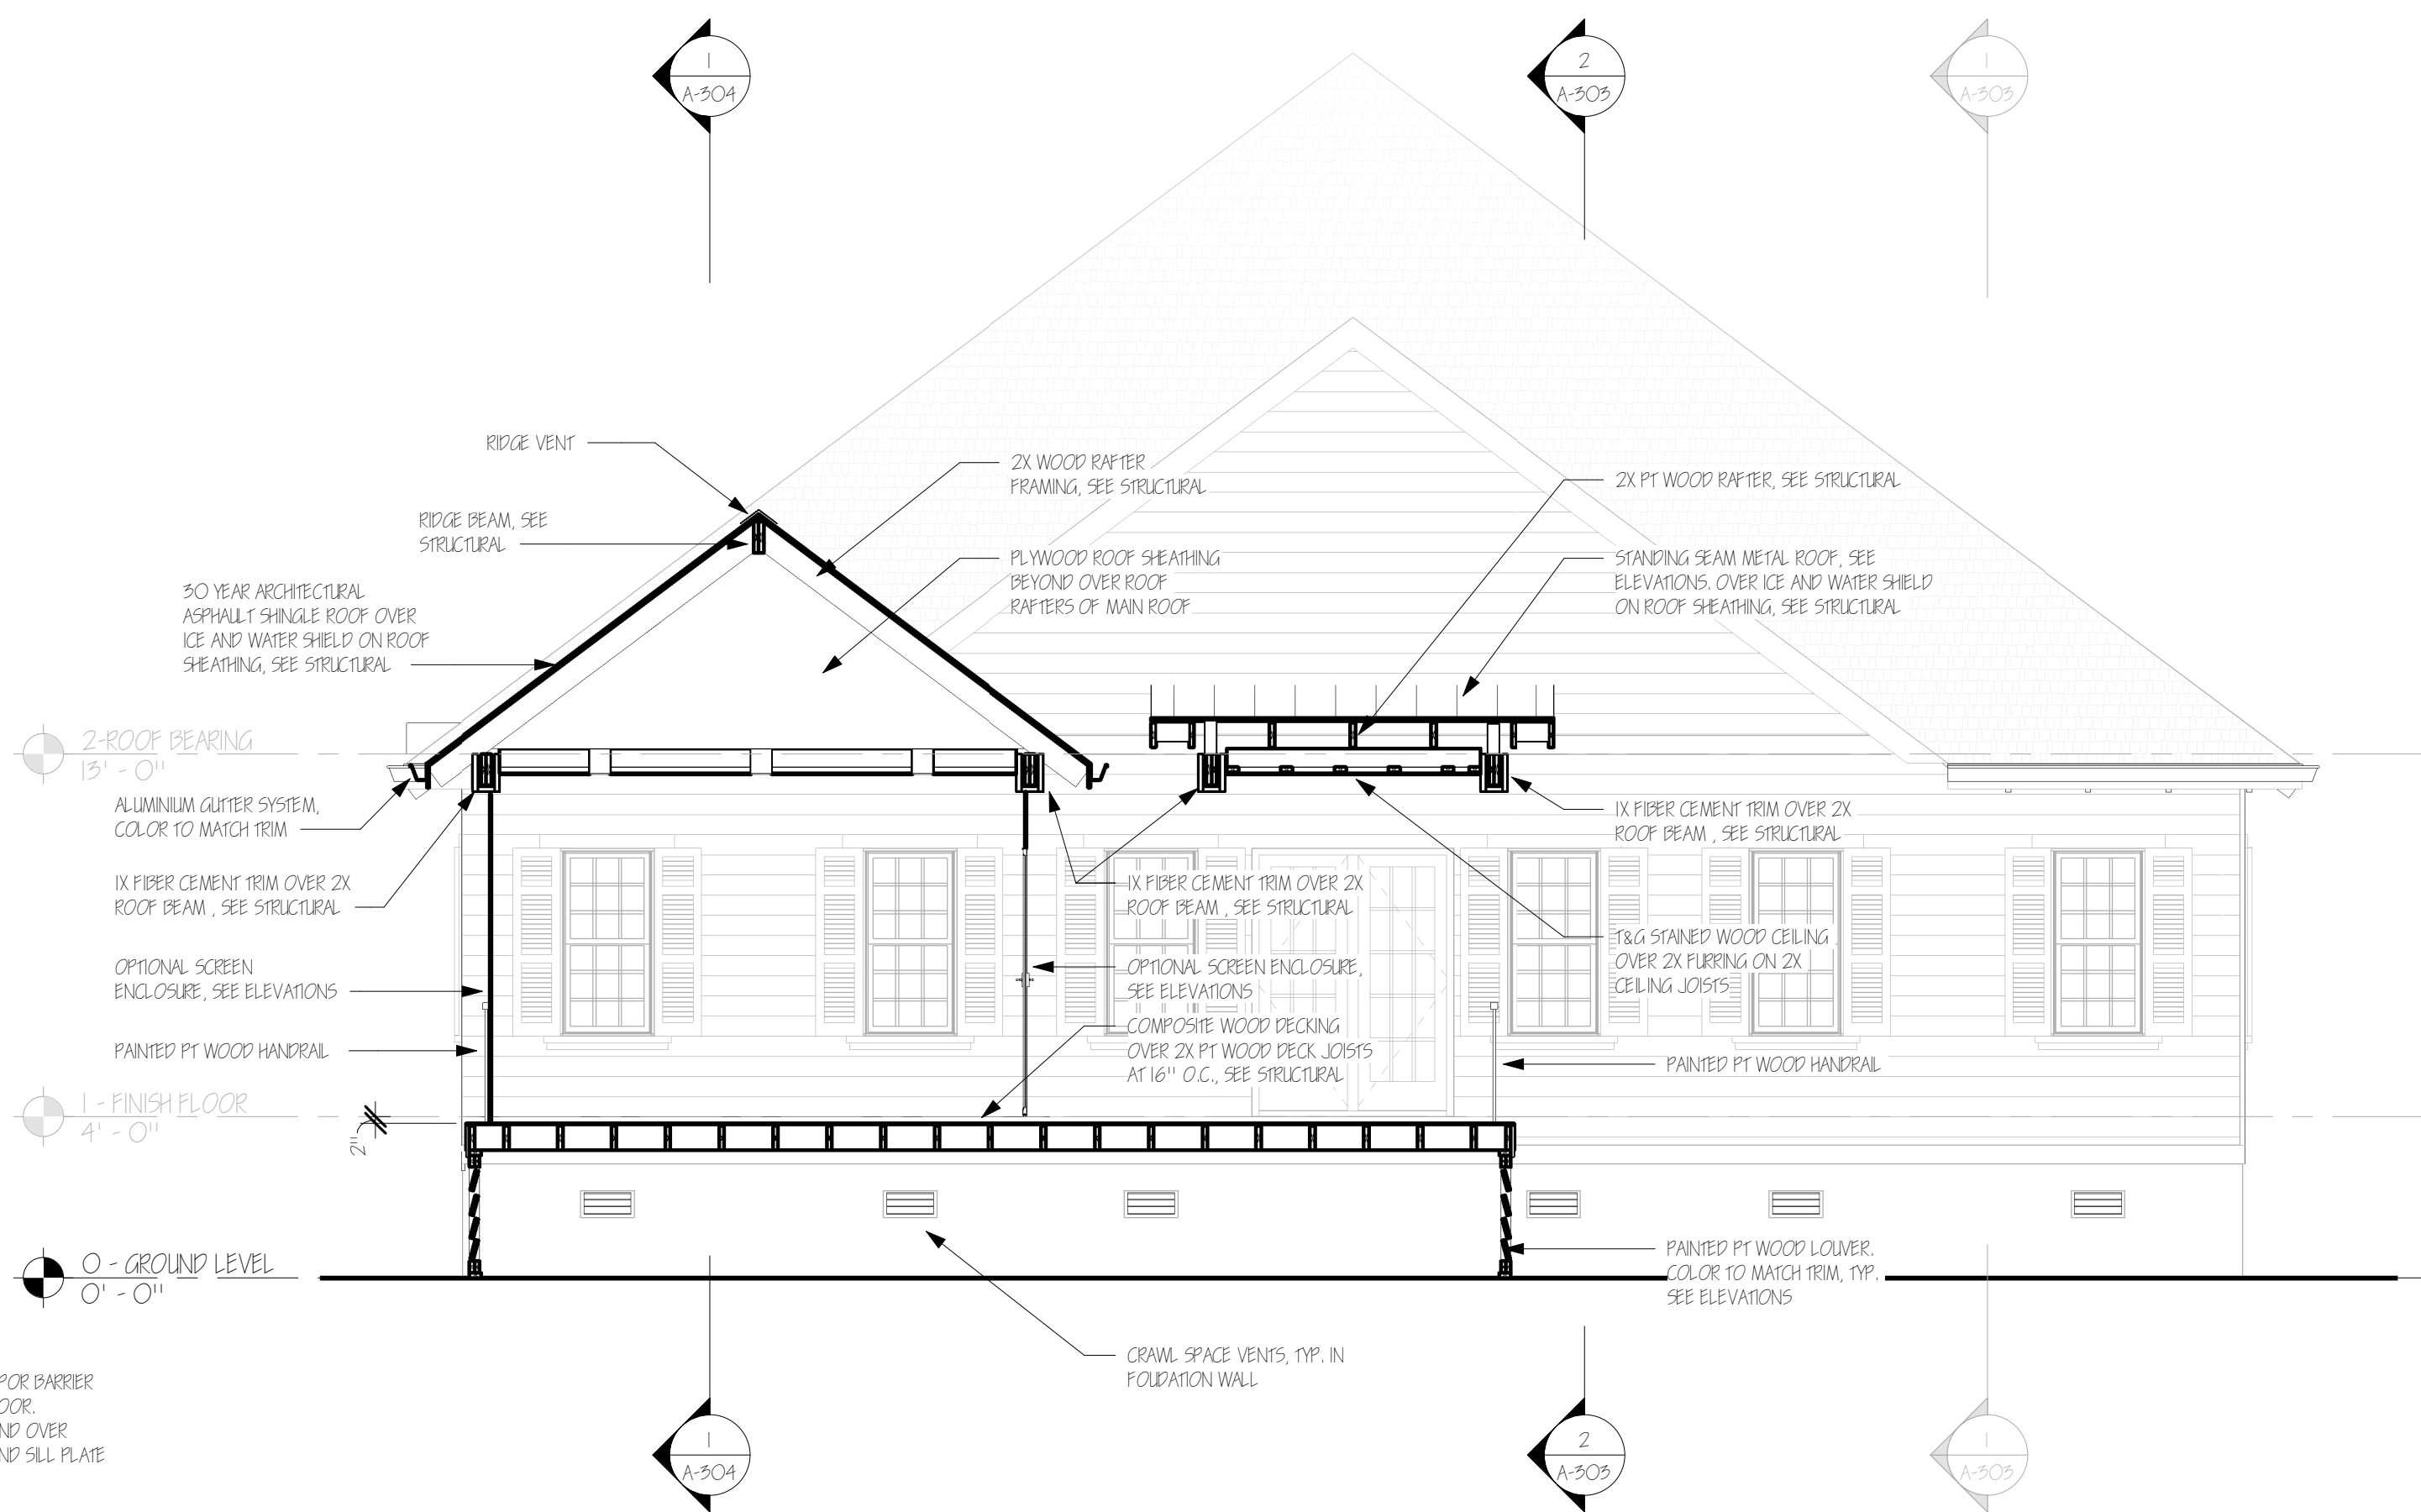 1
A-304
2
A-303
1
A-303
RIDGE VENT
RIDGE BEAM, SEE
STRUCTURAL
30 YEAR ARCHITECTURAL
ASPHAULT SHINGLE ROOF OVER
ICE AND WATER SHIELD ON ROOF
SHEATHING, SEE STRUCTURAL
2X WOOD RAFTER
FRAMING, SEE STRUCTURAL
PLYWOOD ROOF SHEATHING
BEYOND OVER ROOF
RAFTERS OF MAIN ROOF
2X PT WOOD RAFTER, SEE STRUCTURAL
STANDING SEAM METAL ROOF, SEE
ELEVATIONS. OVER ICE AND WATER SHIELD
ON ROOF SHEATHING, SEE STRUCTURAL
2-ROOF BEARING
13' - 0"
ALUMINIUM GUTTER SYSTEM,
COLOR TO MATCH TRIM
1X FIBER CEMENT TRIM OVER 2X
ROOF BEAM , SEE STRUCTURAL
OPTIONAL SCREEN
ENCLOSURE, SEE ELEVATIONS
PAINTED PT WOOD HANDRAIL
1X FIBER CEMENT TRIM OVER 2X
ROOF BEAM , SEE STRUCTURAL
OPTIONAL SCREEN ENCLOSURE,
SEE ELEVATIONS
COMPOSITE WOOD DECKING
OVER 2X PT WOOD DECK JOISTS
AT 16" O.C., SEE STRUCTURAL
1X FIBER CEMENT TRIM OVER 2X
ROOF BEAM , SEE STRUCTURAL
T&G STAINED WOOD CEILING
OVER 2X FURRING ON 2X
CEILING JOISTS
PAINTED PT WOOD HANDRAIL
1 - FINISH FLOOR
4' - 0"
2"
0 - GROUND LEVEL
0' - 0"
PAINTED PT WOOD LOUVER.
COLOR TO MATCH TRIM, TYP.
SEE ELEVATIONS
CRAWL SPACE VENTS, TYP. IN
FOUDATION WALL
POR BARRIER
OOR.
ND OVER
ND SILL PLATE
1
A-304
2
A-303
1
A-303